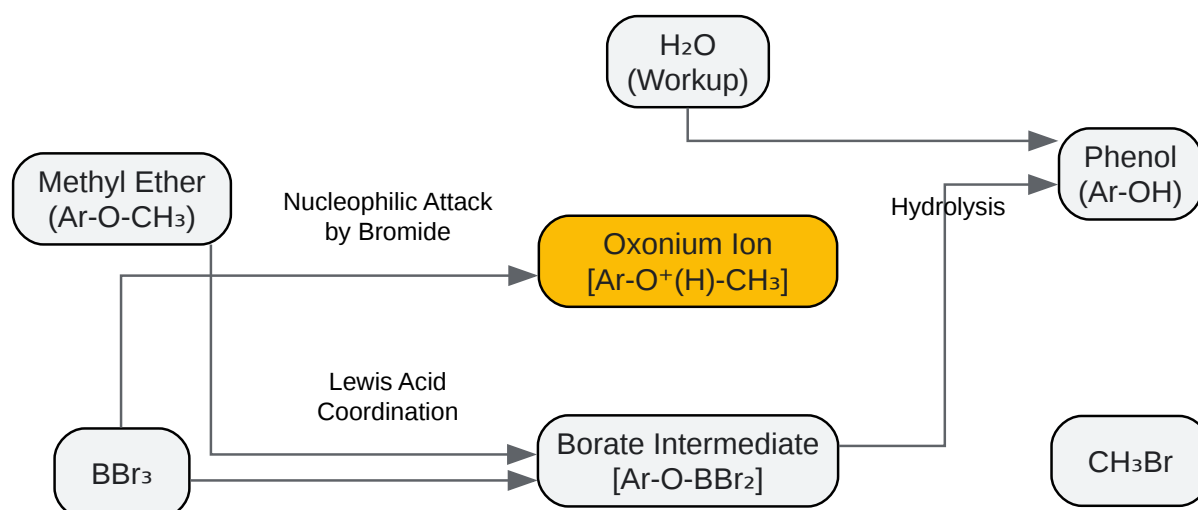 H₂O
(Workup)
Methyl Ether
(Ar-O-CH₃)
Nucleophilic Attack
by Bromide
Oxonium Ion
[Ar-O⁺(H)-CH₃]
Hydrolysis
Phenol
(Ar-OH)
Lewis Acid
Coordination
BBr₃
Borate Intermediate
[Ar-O-BBr₂]
CH₃Br